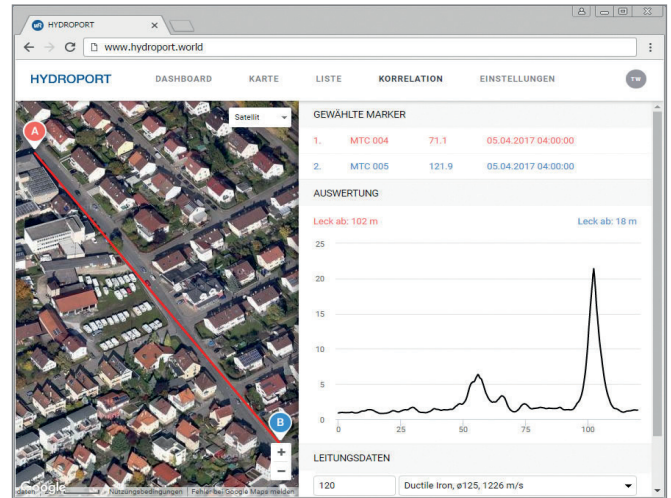 HYDROPORT
www.hydroport.world
HYDROPORT DASHBOARD KARTE LISTE KORRELATION EINSTELLUNGEN TW
Satellit
A
B
+
−
Google
Nutzungsbedingungen Fehler bei Google Maps melden
GEWÄHLTE MARKER
1. MTC 004 71.1 05.04.2017 04:00:00
2. MTC 005 121.9 05.04.2017 04:00:00
AUSWERTUNG
Leck ab: 102 m Leck ab: 18 m
25
20
15
10
5
0
0 25 50 75 100
LEITUNGSDATEN
120 Ductile Iron, ø125, 1226 m/s